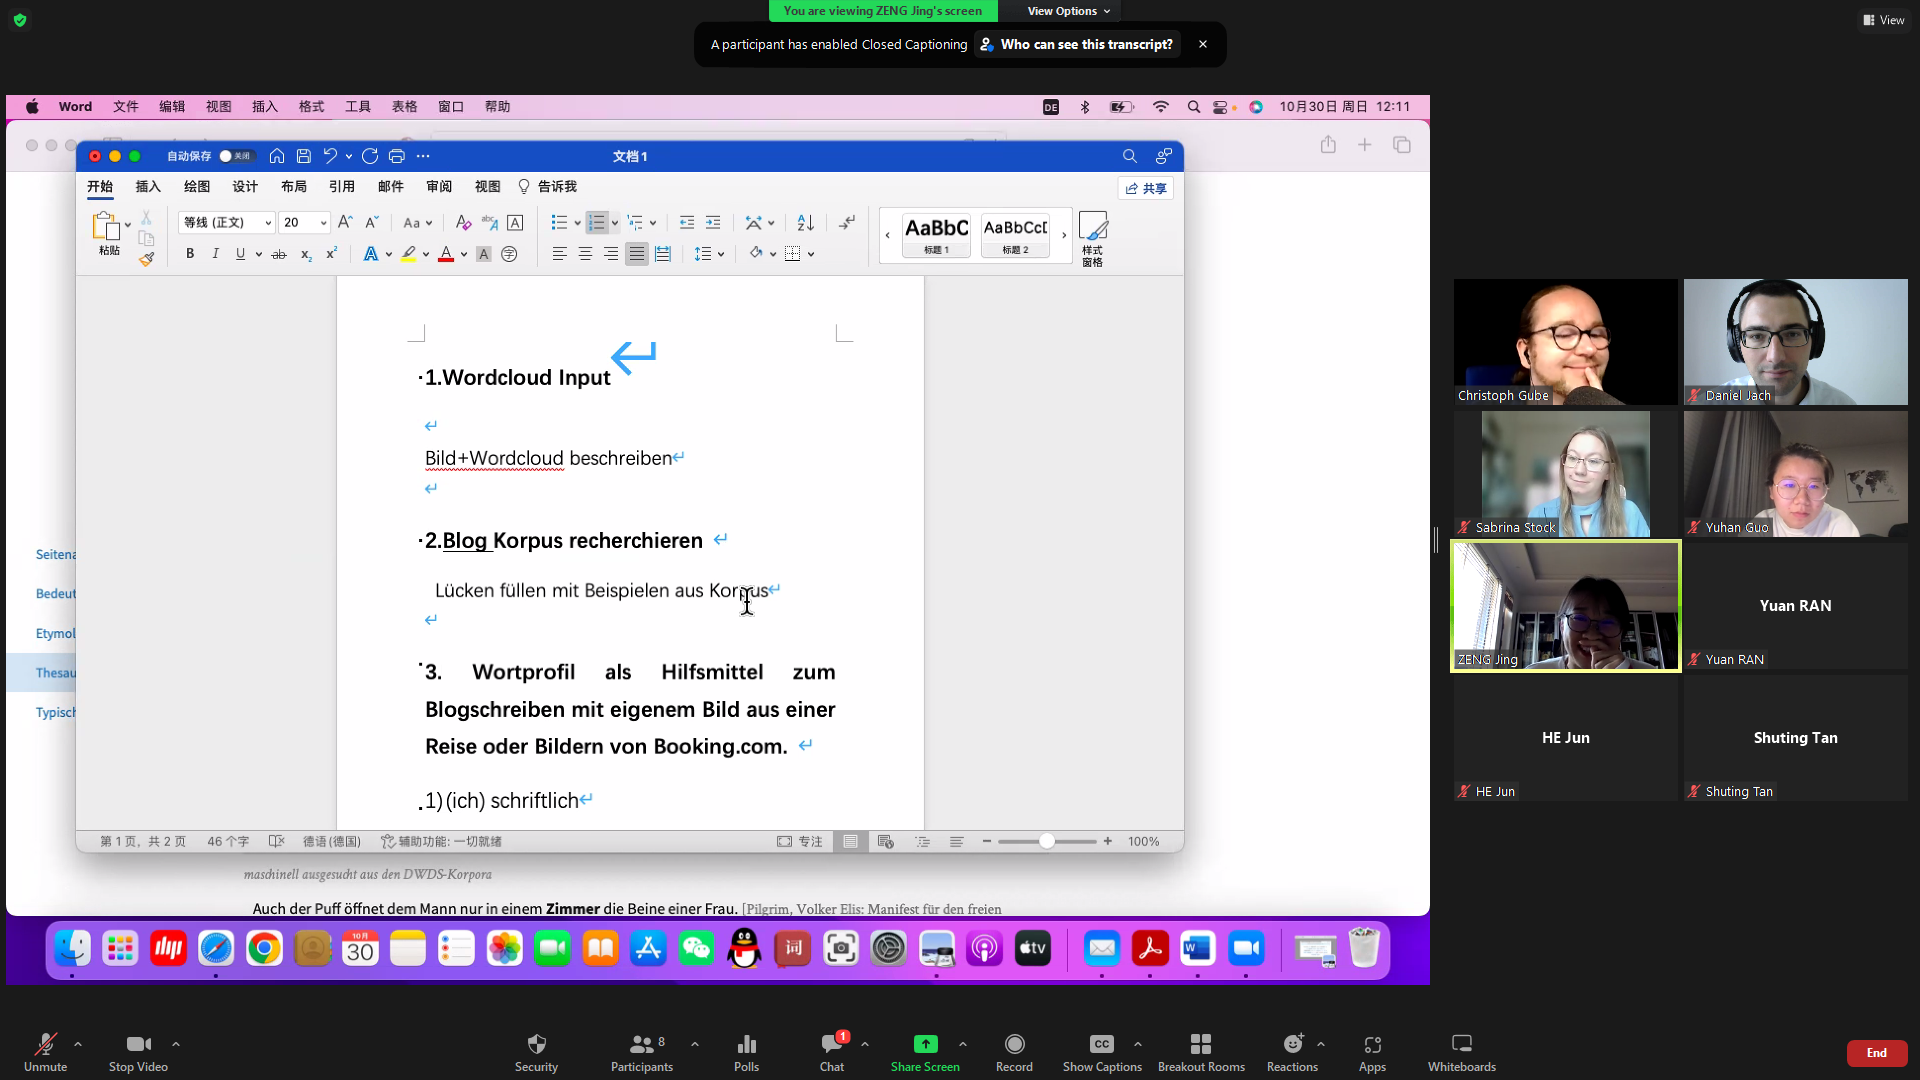 You are viewing ZENG Jing's screen
View Options
View
A participant has enabled Closed Captioning
Who can see this transcript?
Word 文件 编辑 视图 插入 格式 工具 表格 窗口 帮助
DE
10月30日 周日 12:11
自动保存 关闭
文档1
开始 插入 绘图 设计 布局 引用 邮件 审阅 视图 告诉我
共享
粘贴
等线 (正文) 20
AaBbC
标题 1
AaBbCcD
标题 2
样式
窗格
1.Wordcloud Input
Bild+Wordcloud beschreiben
2.Blog Korpus recherchieren
Lücken füllen mit Beispielen aus Korpus
3. Wortprofil als Hilfsmittel zum
Blogschreiben mit eigenem Bild aus einer
Reise oder Bildern von Booking.com.
1) (ich) schriftlich
Seitena
Bedeut
Etymol
Thesau
Typisch
第 1 页，共 2 页 46 个字 德语 (德国) 辅助功能: 一切就绪
专注
100%
maschinell ausgesucht aus den DWDS-Korpora
Auch der Puff öffnet dem Mann nur in einem Zimmer die Beine einer Frau. [Pilgrim, Volker Elis: Manifest für den freien
Christoph Gube
Daniel Jach
Sabrina Stock
Yuhan Guo
ZENG Jing
Yuan RAN
Yuan RAN
HE Jun
HE Jun
Shuting Tan
Shuting Tan
10月
30
词
tv
Unmute
Stop Video
Security
Participants 8
Polls
Chat 1
Share Screen
Record
Show Captions
Breakout Rooms
Reactions
Apps
Whiteboards
End